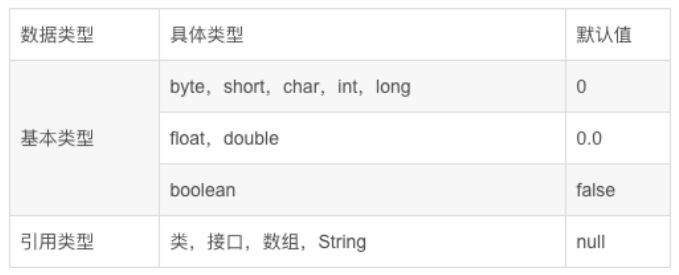 数据类型 具体类型 默认值
byte，short，char，int，long 0
基本类型 float，double 0.0
boolean false
引用类型 类，接口，数组，String null